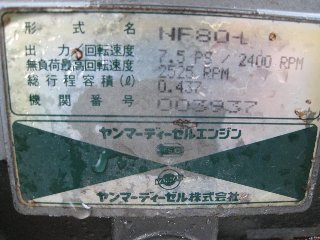 形式名 NF80-L
出力/回転速度 7.5 PS / 2400 RPM
無負荷最高回転速度 2625 RPM
総行程容積(ℓ) 0.437
機関番号 003937
ヤンマーディーゼルエンジン
ヤンマーディーゼル株式会社